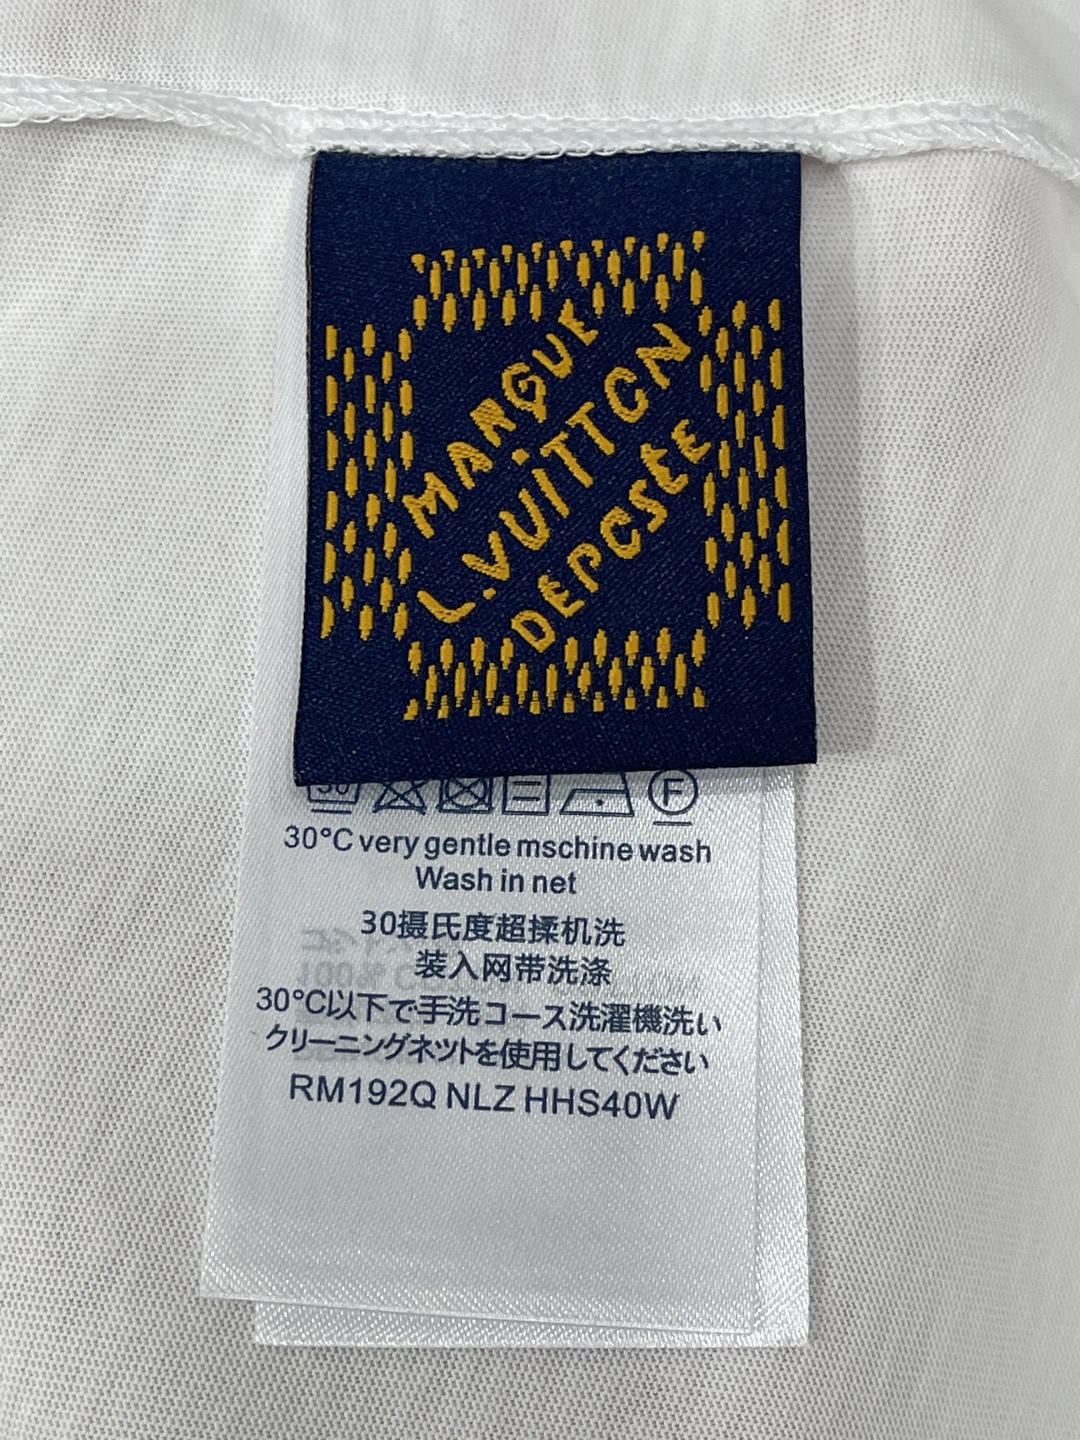 MARQUE
L.VUITTON
DEPOSÉE
30
F
30°C very gentle mschine wash
Wash in net
30摄氏度超揉机洗
装入网带洗涤
30°C以下で手洗コース洗濯機洗い
クリーニングネットを使用してください
RM192Q NLZ HHS40W